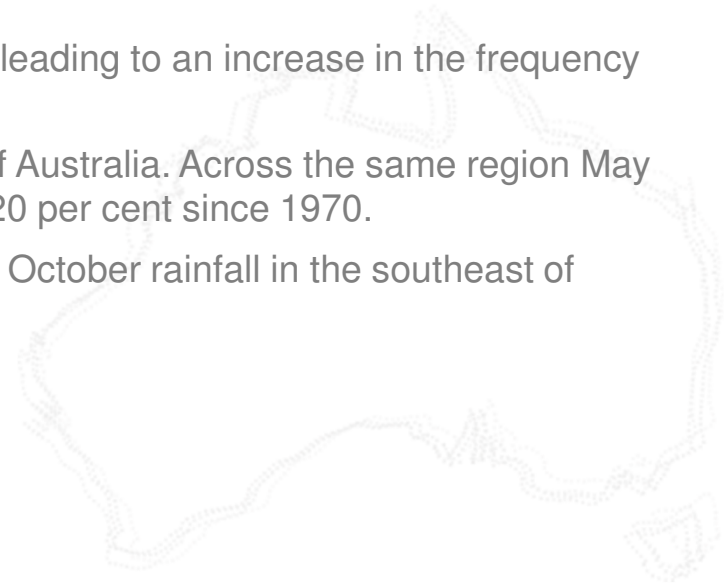 leading to an increase in the frequency
Australia. Across the same region May
20 per cent since 1970.
October rainfall in the southeast of